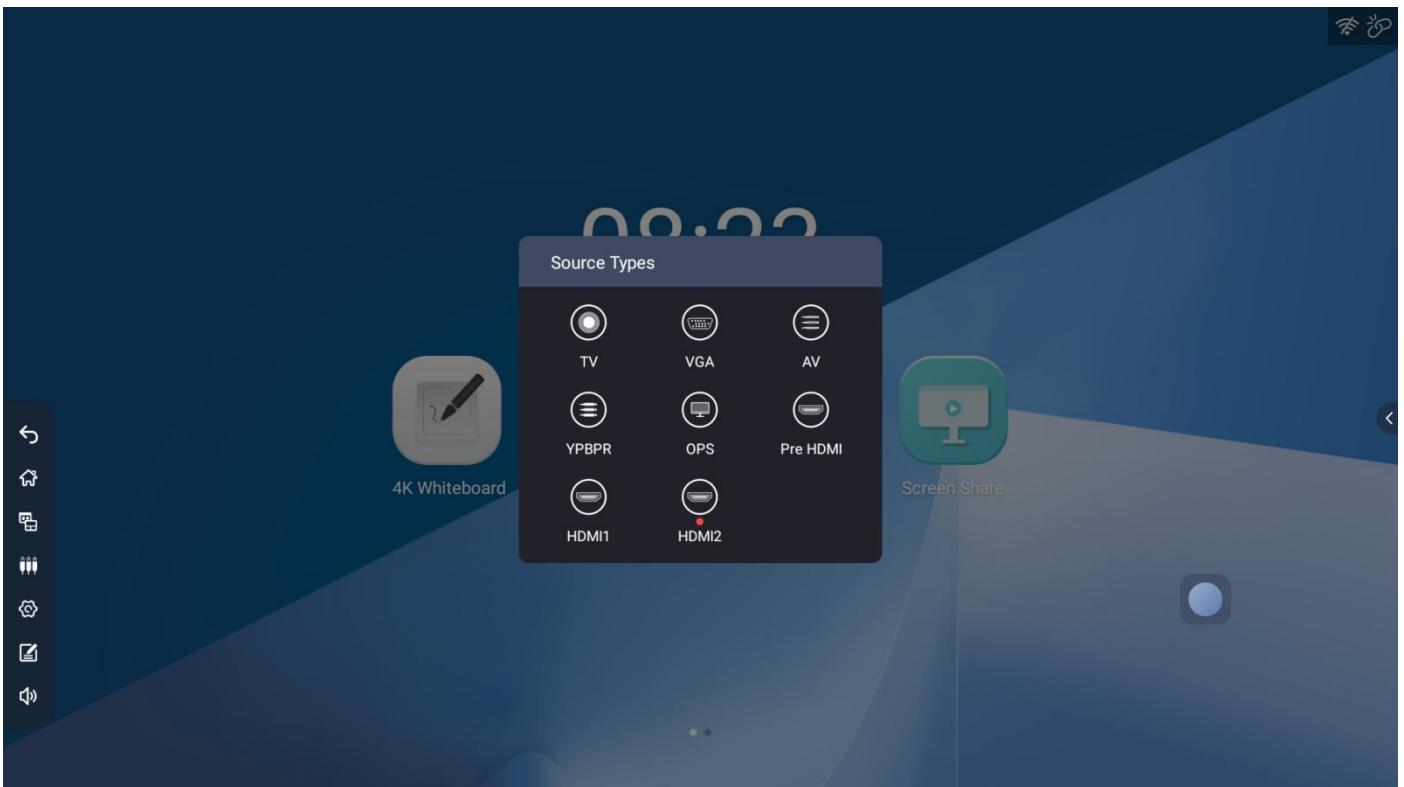 Source Types
TV VGA AV
YPBPR OPS Pre HDMI
HDMI1 HDMI2
4K Whiteboard
Screen Share